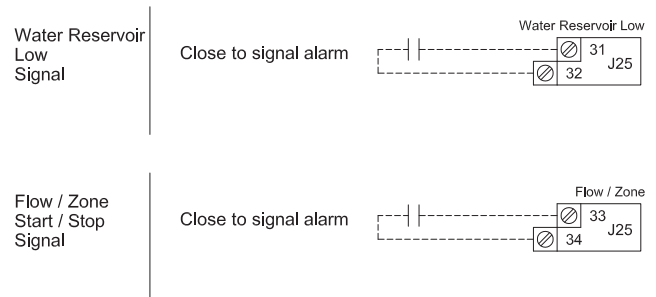 Water Reservoir Low
Water Reservoir
Low
Signal
Close to signal alarm
31
32
J25
Flow / Zone
Flow / Zone
Start / Stop
Signal
Close to signal alarm
33
34
J25